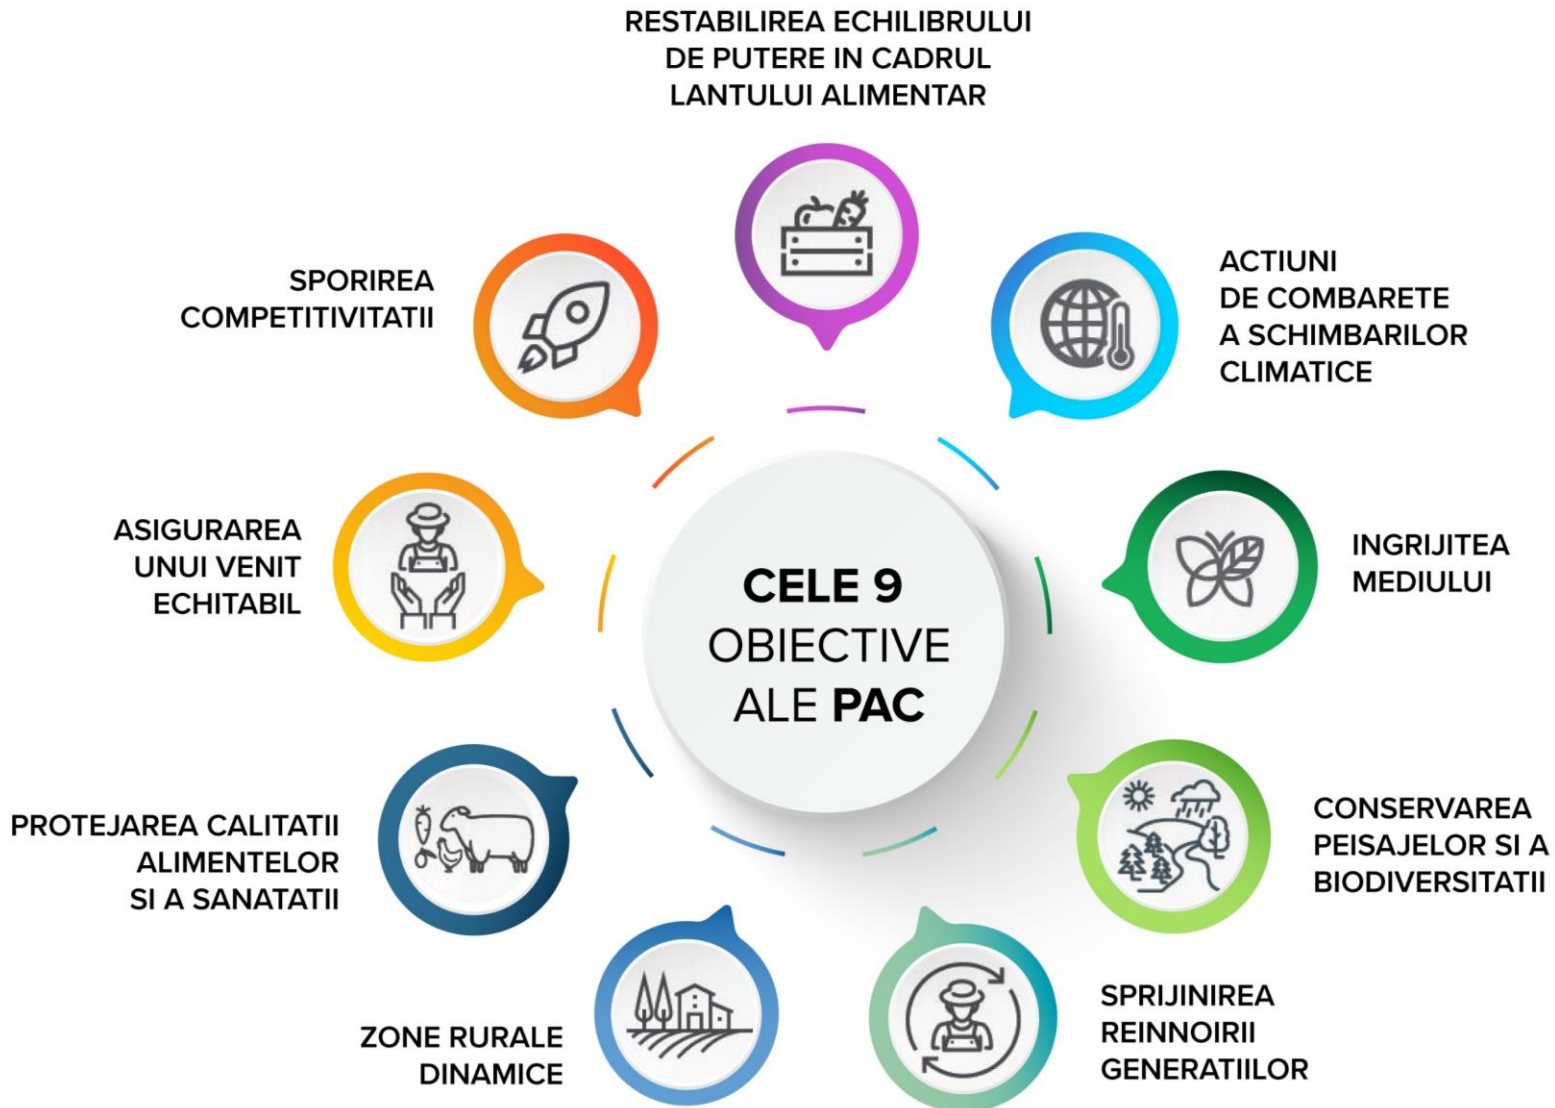 RESTABILIREA ECHILIBRULUI
DE PUTERE IN CADRUL
LANTULUI ALIMENTAR
SPORIREA
COMPETITIVITATII
ACTIUNI
DE COMBARETE
A SCHIMBARILOR
CLIMATICE
ASIGURAREA
UNUI VENIT
ECHITABIL
INGRIJITEA
MEDIULUI
CELE 9
OBIECTIVE
ALE PAC
PROTEJAREA CALITATII
ALIMENTELOR
SI A SANATATII
CONSERVAREA
PEISAJELOR SI A
BIODIVERSITATII
ZONE RURALE
DINAMICE
SPRIJINIREA
REINNOIRII
GENERATIILOR